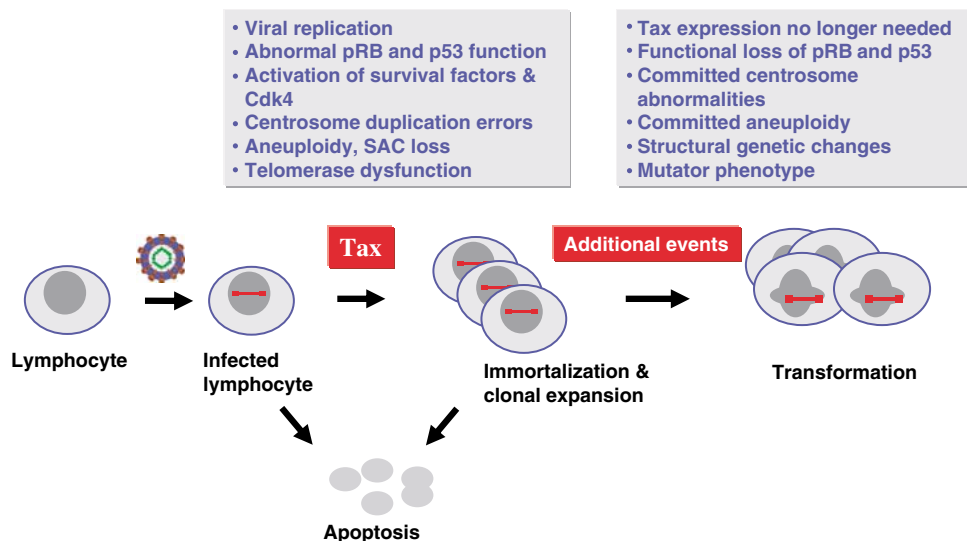 • Viral replication
• Abnormal pRB and p53 function
• Activation of survival factors &
Cdk4
• Centrosome duplication errors
• Aneuploidy, SAC loss
• Telomerase dysfunction
• Tax expression no longer needed
• Functional loss of pRB and p53
• Committed centrosome
abnormalities
• Committed aneuploidy
• Structural genetic changes
• Mutator phenotype
Tax
Additional events
Lymphocyte
Infected
lymphocyte
Immortalization &
clonal expansion
Transformation
Apoptosis